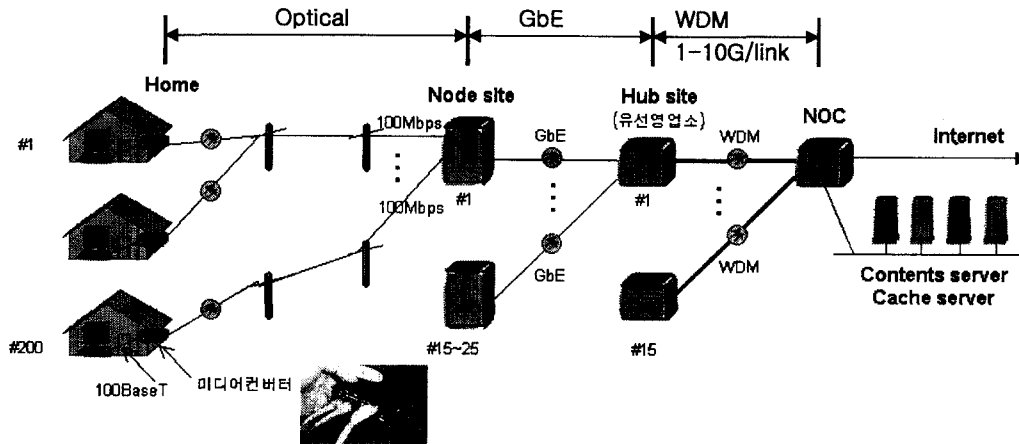 Optical
GbE
WDM
1-10G/link
Home
Node site
Hub site
(유선영업소)
NOC
#1
100Mbps
GbE
WDM
Internet
#1
#1
100Mbps
GbE
WDM
Contents server
Cache server
#200
#15~25
#15
100BaseT
미디어컨버터